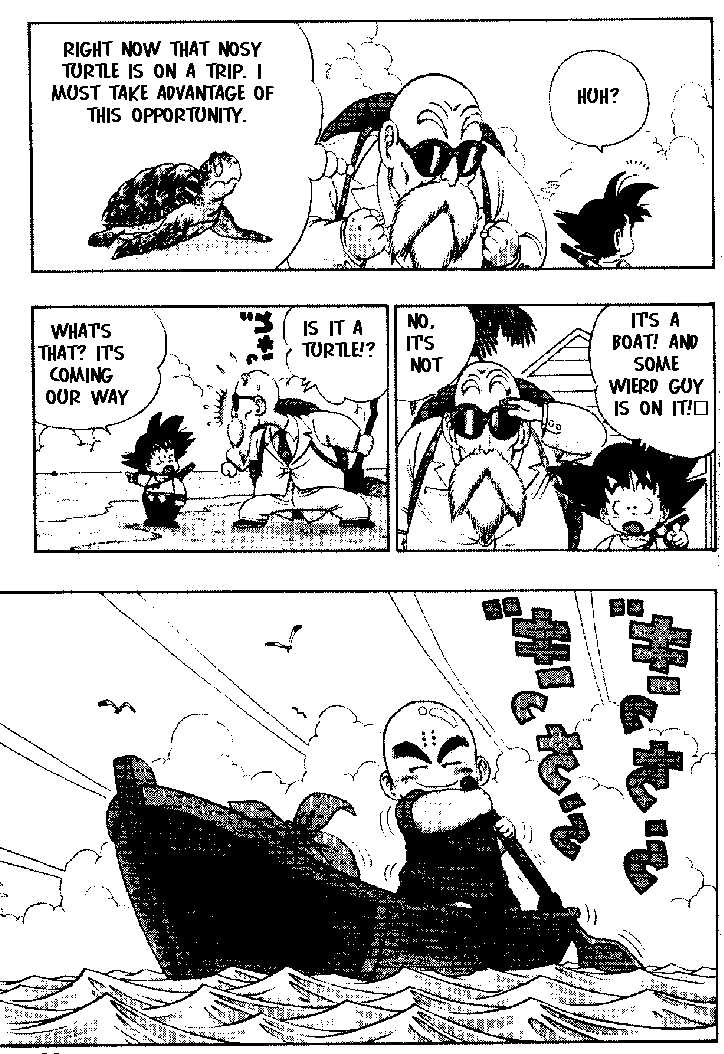 RIGHT NOW THAT NOSY
TURTLE IS ON A TRIP. I
MUST TAKE ADVANTAGE OF
THIS OPPORTUNITY.
HUH?
WHAT'S
THAT? IT'S
COMING
OUR WAY
IS IT A
TURTLE!?
NO,
IT'S
NOT
IT'S A
BOAT! AND
SOME
WIERD GUY
IS ON IT!□